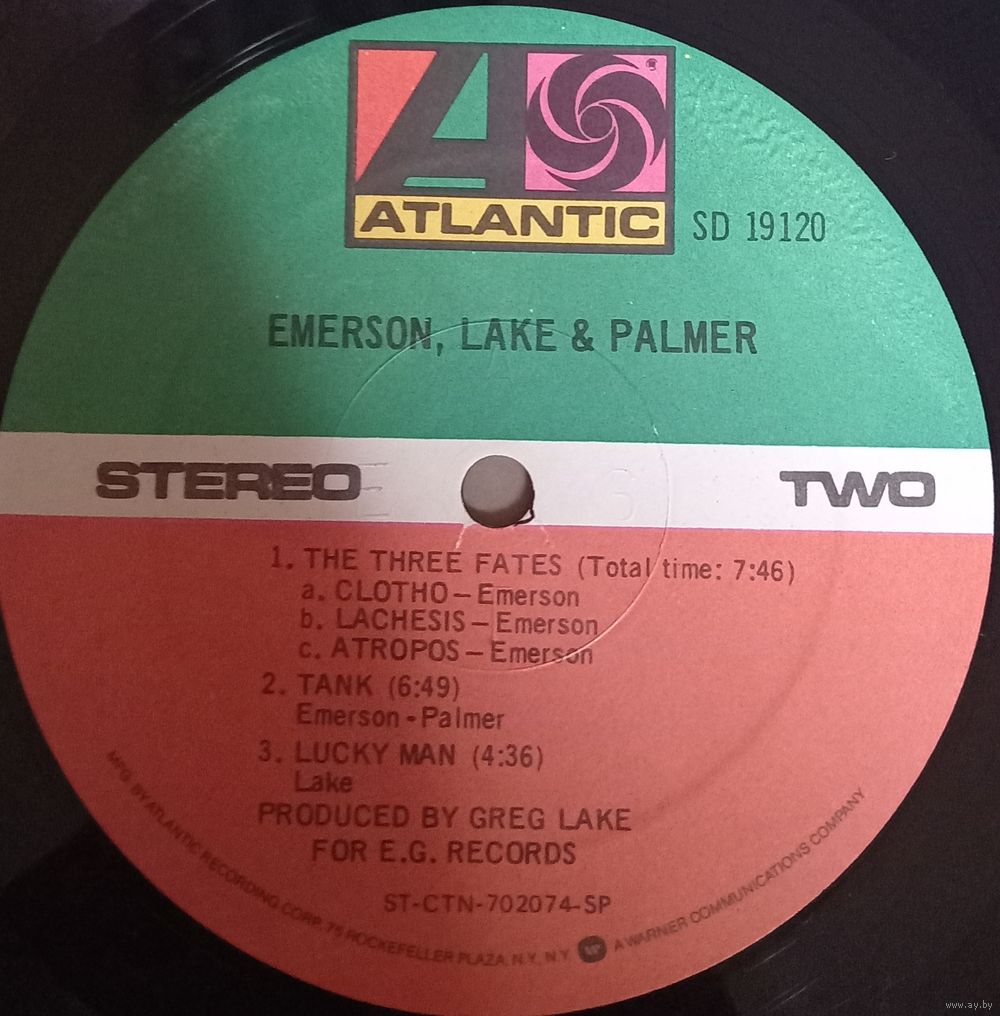 ATLANTIC
SD 19120
EMERSON, LAKE & PALMER
STEREO
TWO
1. THE THREE FATES (Total time: 7:46)
a. CLOTHO – Emerson
b. LACHESIS – Emerson
c. ATROPOS – Emerson
2. TANK (6:49)
Emerson - Palmer
3. LUCKY MAN (4:36)
Lake
PRODUCED BY GREG LAKE
FOR E.G. RECORDS
ST-CTN-702074-SP
MFG. BY ATLANTIC RECORDING CORP. 75 ROCKEFELLER PLAZA, N.Y. N.Y. A WARNER COMMUNICATIONS COMPANY
www.ay.by